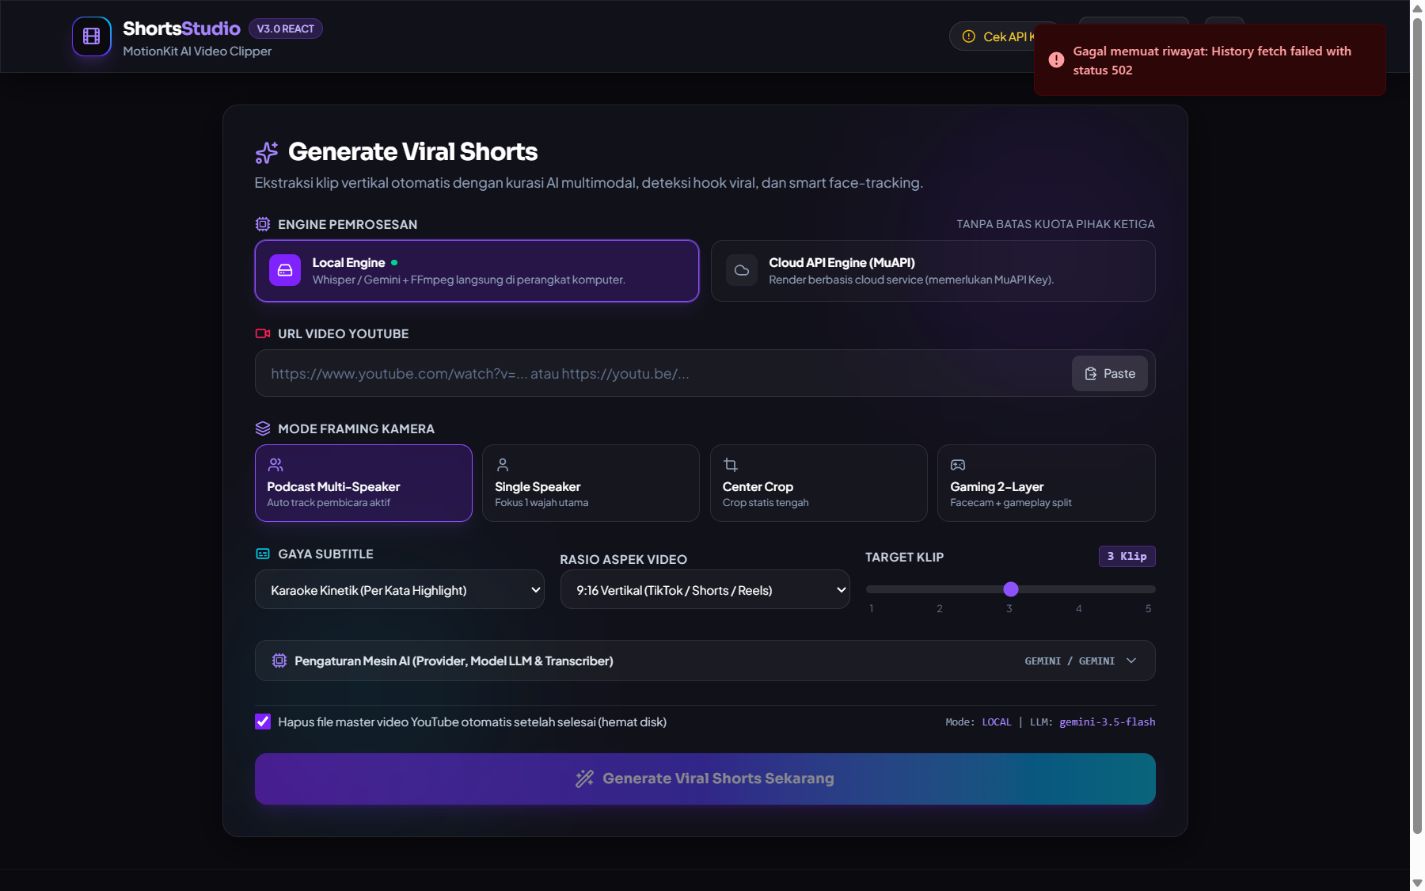 ShortsStudio V3.0 REACT
MotionKit AI Video Clipper
Cek API
Gagal memuat riwayat: History fetch failed with
status 502
Generate Viral Shorts
Ekstraksi klip vertikal otomatis dengan kurasi AI multimodal, deteksi hook viral, dan smart face-tracking.
ENGINE PEMROSESAN
TANPA BATAS KUOTA PIHAK KETIGA
Local Engine
Whisper / Gemini + FFmpeg langsung di perangkat komputer.
Cloud API Engine (MuAPI)
Render berbasis cloud service (memerlukan MuAPI Key).
URL VIDEO YOUTUBE
https://www.youtube.com/watch?v=... atau https://youtu.be/...
Paste
MODE FRAMING KAMERA
Podcast Multi-Speaker
Auto track pembicara aktif
Single Speaker
Fokus 1 wajah utama
Center Crop
Crop statis tengah
Gaming 2-Layer
Facecam + gameplay split
GAYA SUBTITLE
Karaoke Kinetik (Per Kata Highlight)
RASIO ASPEK VIDEO
9:16 Vertikal (TikTok / Shorts / Reels)
TARGET KLIP
3 Klip
1 2 3 4 5
Pengaturan Mesin AI (Provider, Model LLM & Transcriber)
GEMINI / GEMINI
Hapus file master video YouTube otomatis setelah selesai (hemat disk)
Mode: LOCAL | LLM: gemini-3.5-flash
Generate Viral Shorts Sekarang